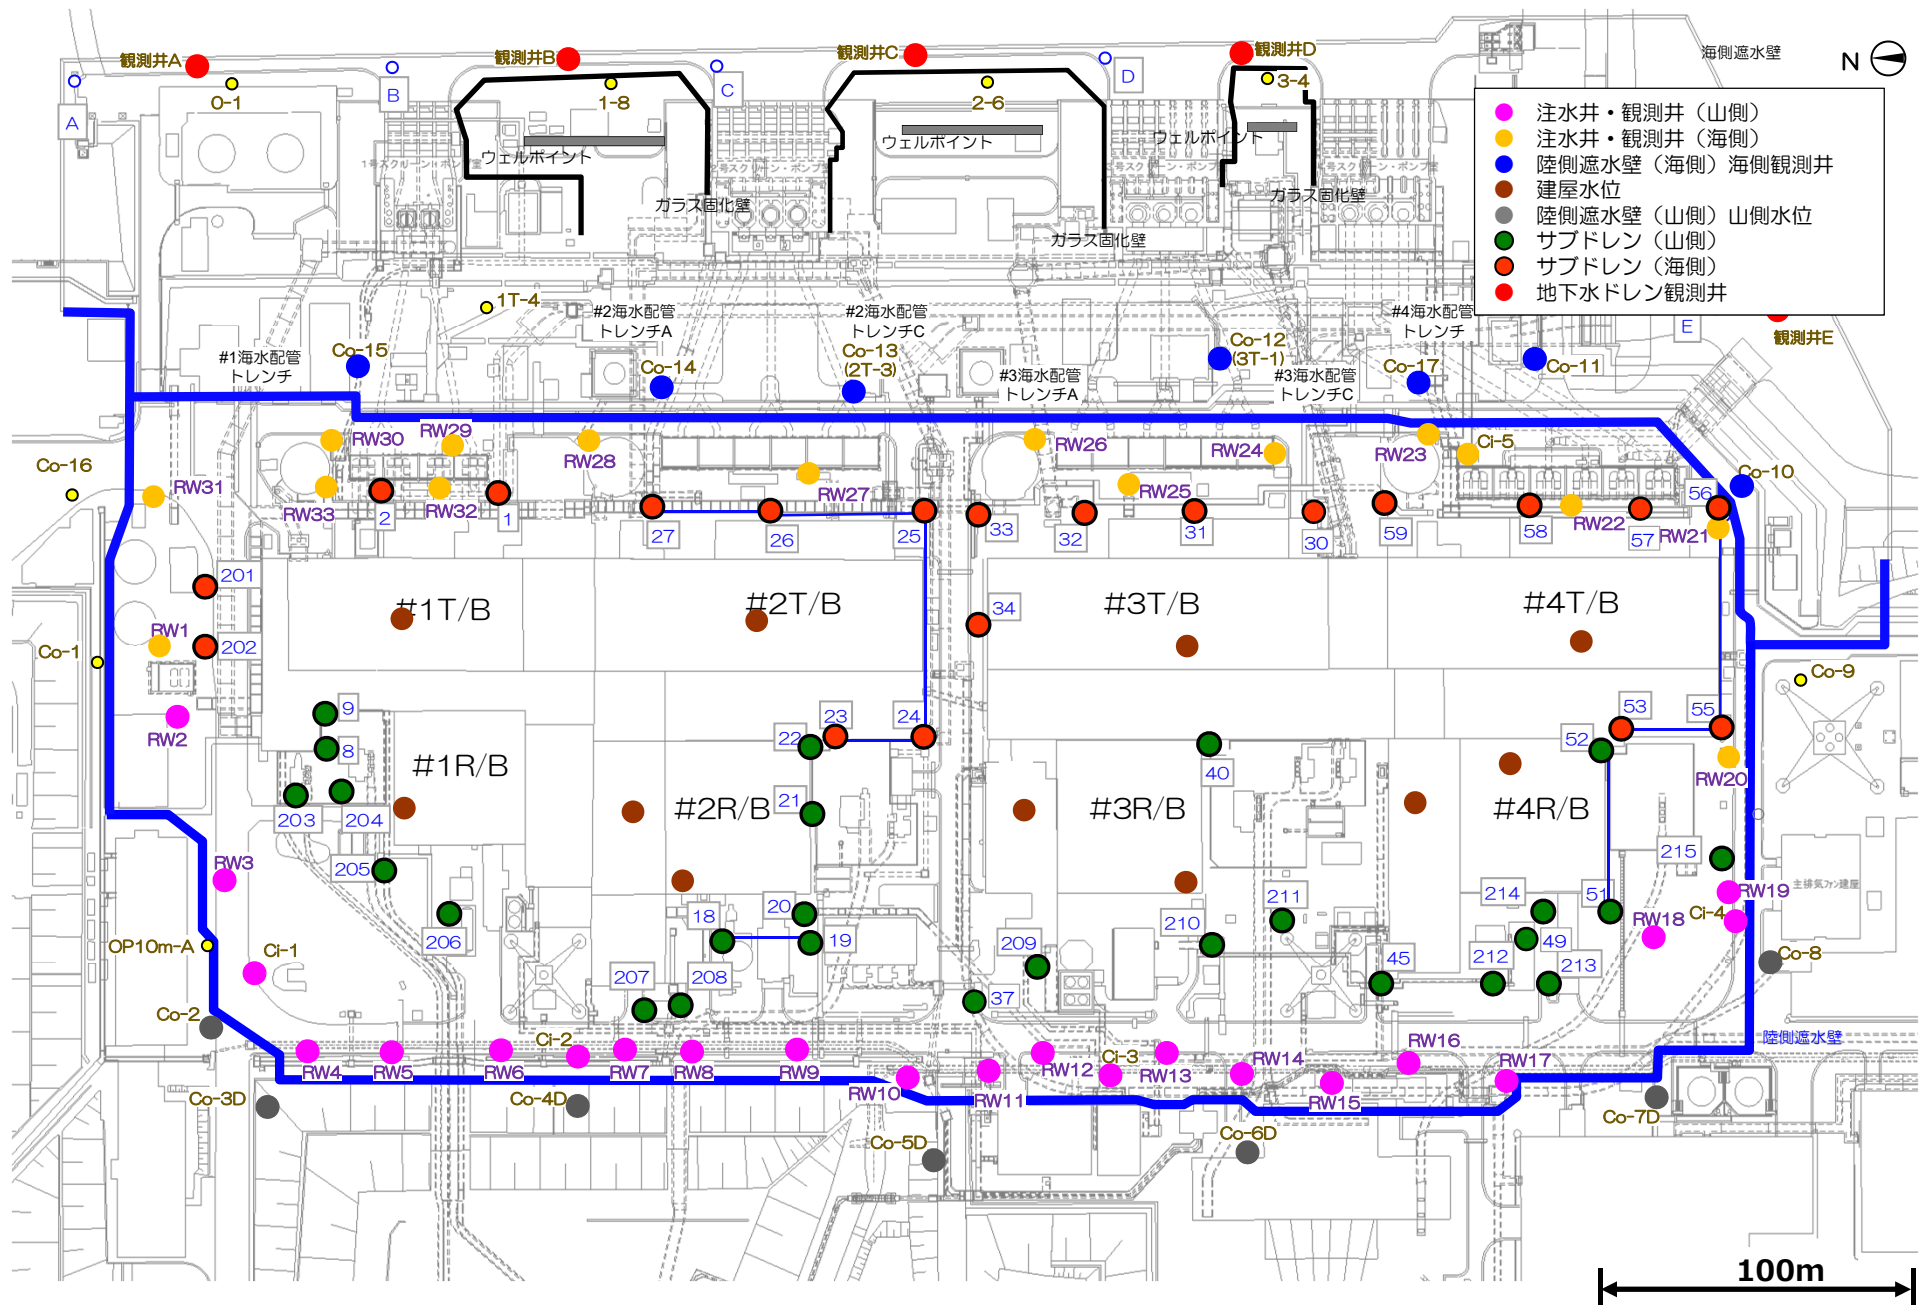 観測井A
観測井B
観測井C
観測井D
海側遮水壁
N
0-1
1-8
2-6
3-4
A
B
C
D
注水井・観測井（山側）
注水井・観測井（海側）
陸側遮水壁（海側）海側観測井
建屋水位
陸側遮水壁（山側）山側水位
サブドレン（山側）
サブドレン（海側）
地下水ドレン観測井
ウェルポイント
ウェルポイント
ウェルポイント
ガラス固化壁
ガラス固化壁
ガラス固化壁
1T-4
E
観測井E
#1海水配管
トレンチ
#2海水配管
トレンチA
#2海水配管
トレンチC
#3海水配管
トレンチA
#3海水配管
トレンチC
#4海水配管
トレンチ
Co-15
Co-14
Co-13
(2T-3)
Co-12
(3T-1)
Co-17
Co-11
Co-16
RW31
RW30
RW29
RW28
RW27
RW26
RW25
RW24
RW23
Ci-5
Co-10
RW33
2
RW32
1
27
26
25
33
32
31
30
59
58
RW22
57
56
RW21
201
202
RW1
Co-1
RW2
#1T/B
#2T/B
34
#3T/B
#4T/B
Co-9
9
8
203
204
#1R/B
22
23
24
40
52
53
55
RW20
#2R/B
21
#3R/B
#4R/B
215
主排気ファン建屋
RW3
205
206
OP10m-A
Ci-1
18
20
19
207
208
209
37
210
211
45
214
49
212
213
51
RW18
RW19
Ci-4
Co-8
陸側遮水壁
Co-2
RW4
RW5
RW6
Ci-2
RW7
RW8
RW9
RW10
RW11
RW12
Ci-3
RW13
RW14
RW15
RW16
RW17
Co-3D
Co-4D
Co-5D
Co-6D
Co-7D
100m